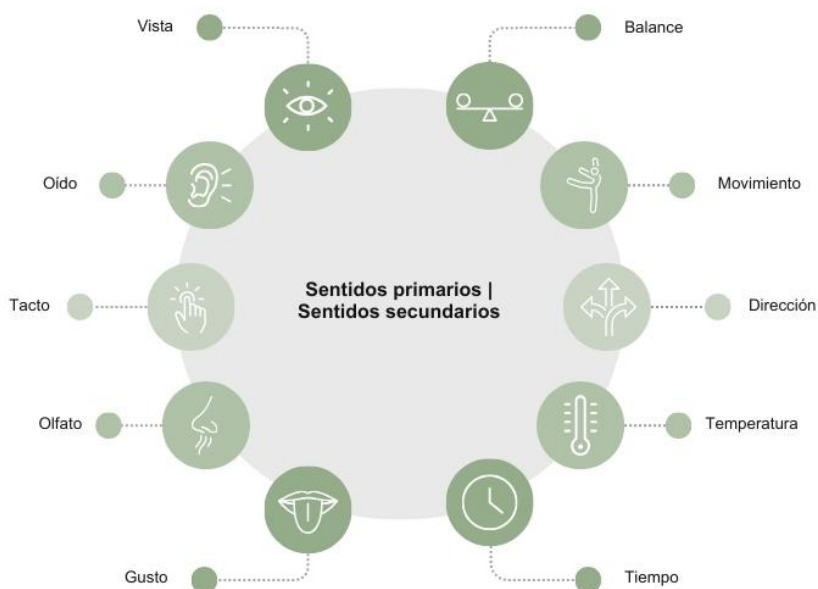 Vista
Balance
Oído
Movimiento
Tacto
Sentidos primarios |
Sentidos secundarios
Dirección
Olfato
Temperatura
Gusto
Tiempo